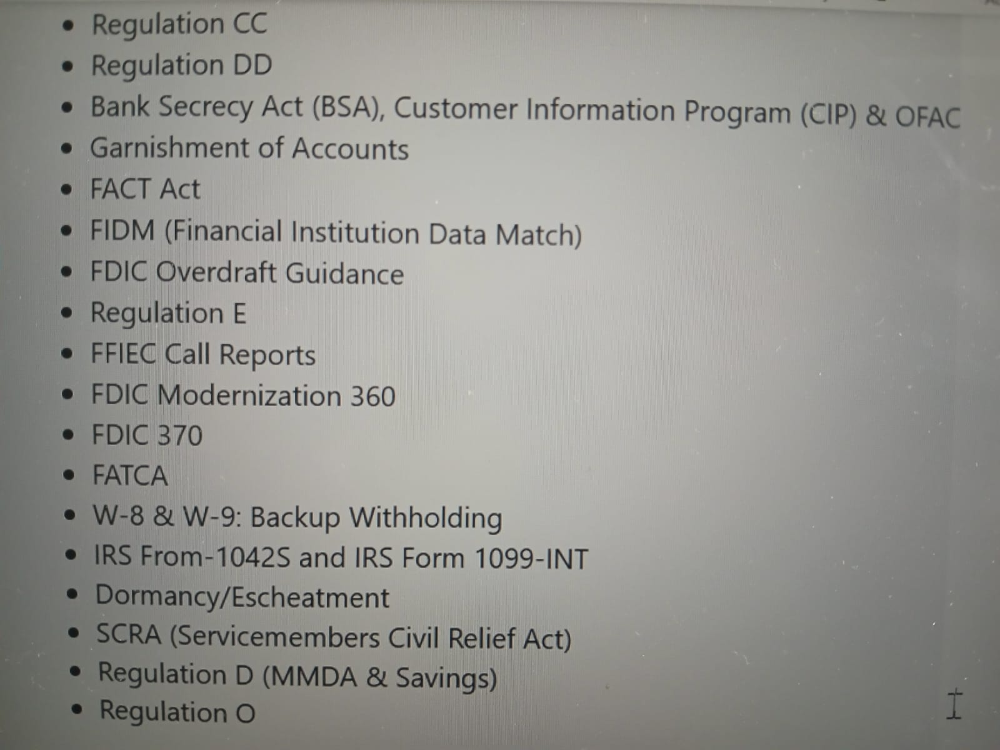 • Regulation CC
• Regulation DD
• Bank Secrecy Act (BSA), Customer Information Program (CIP) & OFAC
• Garnishment of Accounts
• FACT Act
• FIDM (Financial Institution Data Match)
• FDIC Overdraft Guidance
• Regulation E
• FFIEC Call Reports
• FDIC Modernization 360
• FDIC 370
• FATCA
• W-8 & W-9: Backup Withholding
• IRS From-1042S and IRS Form 1099-INT
• Dormancy/Escheatment
• SCRA (Servicemembers Civil Relief Act)
• Regulation D (MMDA & Savings)
• Regulation O